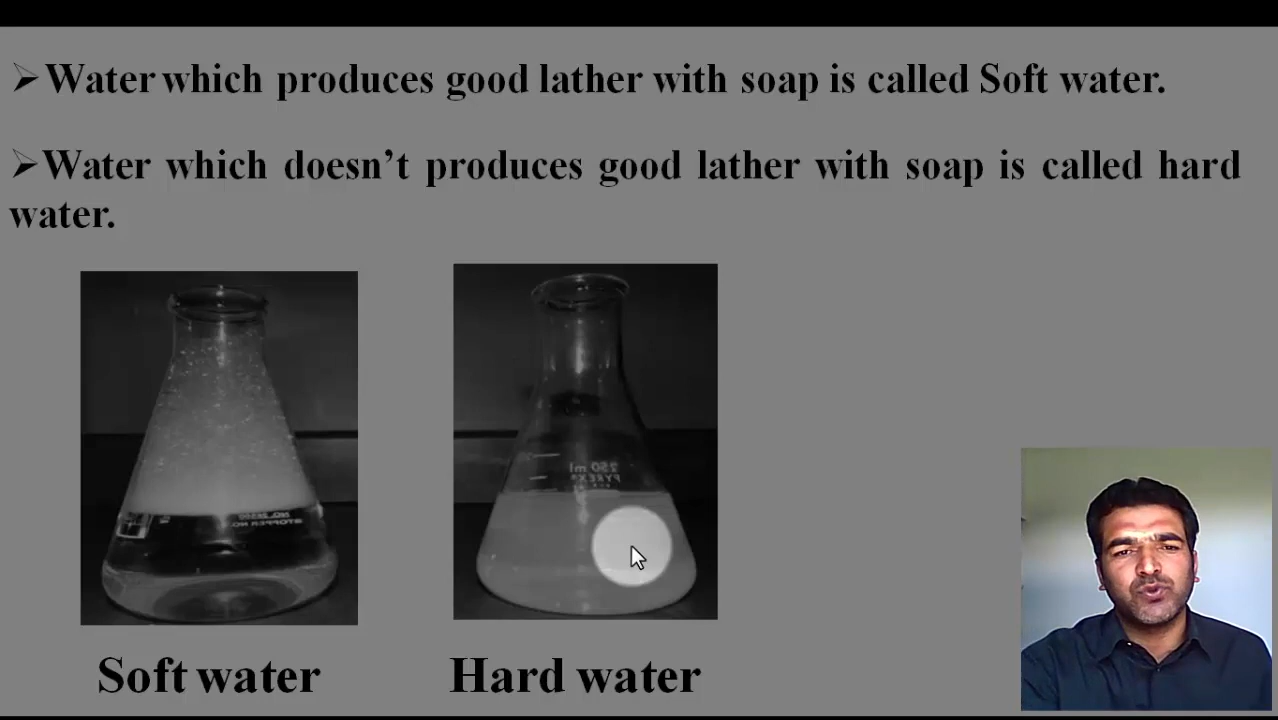 ➢Water which produces good lather with soap is called Soft water.
➢Water which doesn’t produces good lather with soap is called hard
water.
250 ml
PYREX
Soft water
Hard water